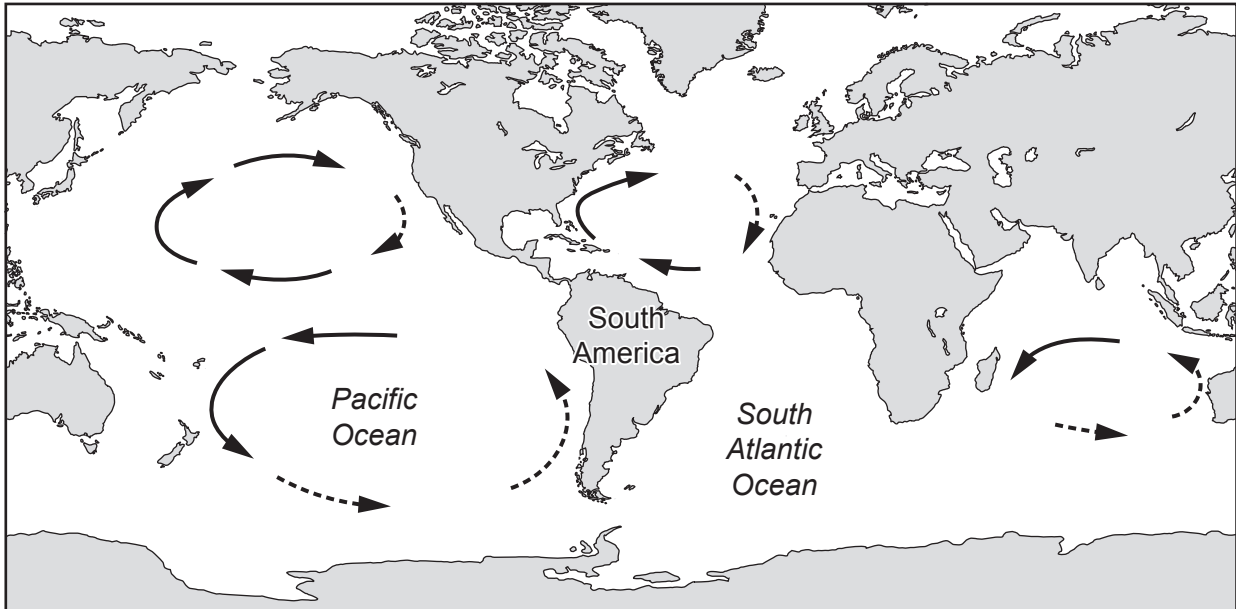 South
America
Pacific
Ocean
South
Atlantic
Ocean